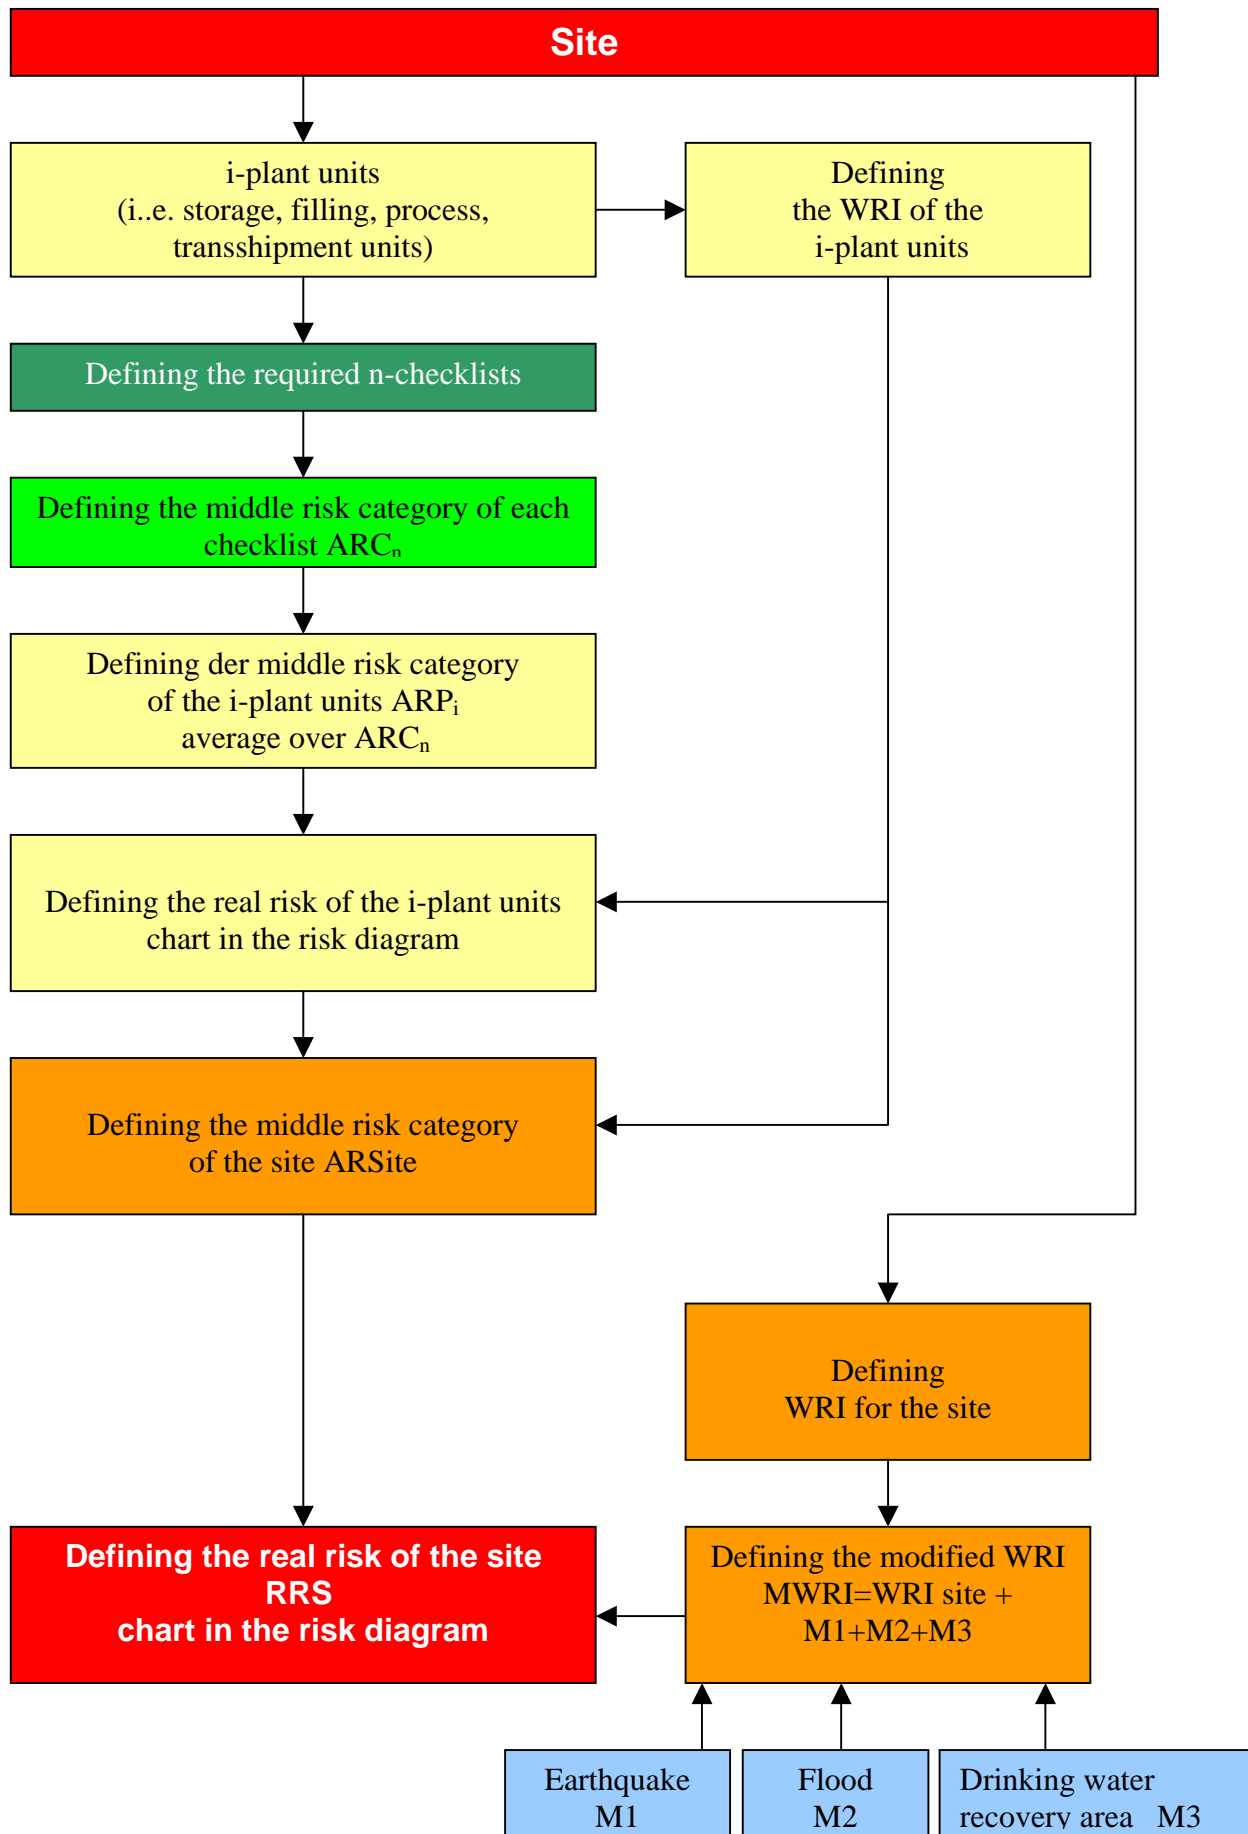 Site
i-plant units
(i..e. storage, filling, process,
transshipment units)
Defining
the WRI of the
i-plant units
Defining the required n-checklists
Defining the middle risk category of each
checklist ARCₙ
Defining der middle risk category
of the i-plant units ARPᵢ
average over ARCₙ
Defining the real risk of the i-plant units
chart in the risk diagram
Defining the middle risk category
of the site ARSite
Defining
WRI for the site
Defining the real risk of the site
RRS
chart in the risk diagram
Defining the modified WRI
MWRI=WRI site +
M1+M2+M3
Earthquake
M1
Flood
M2
Drinking water
recovery area M3